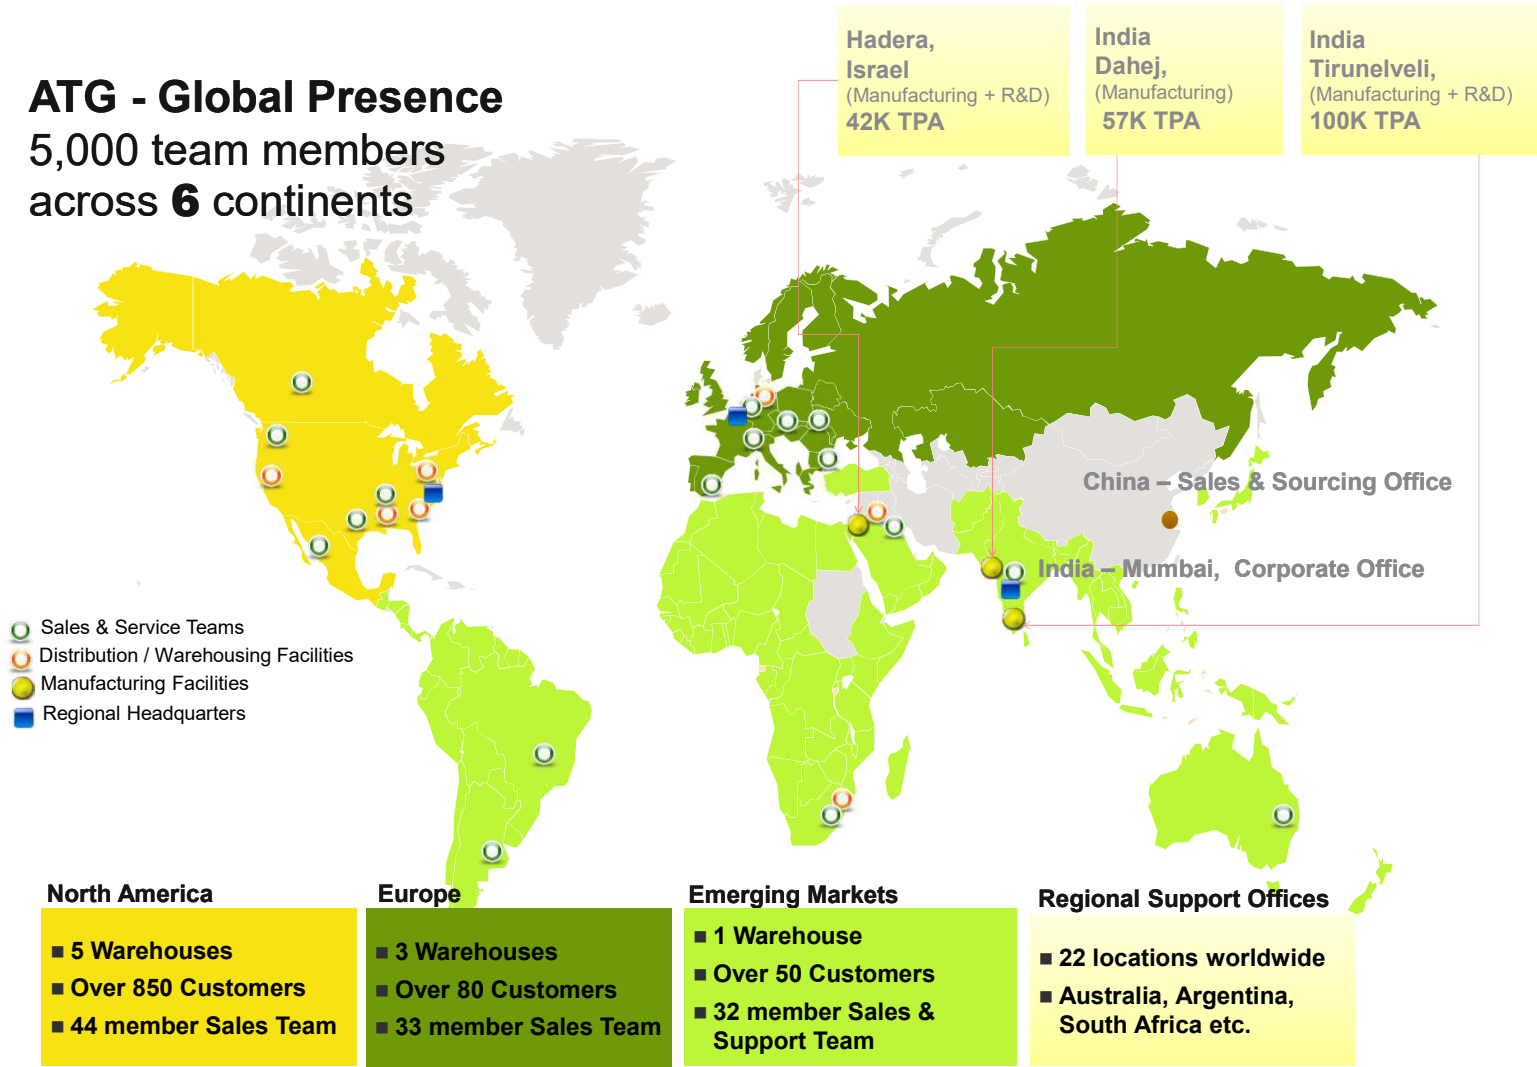 ATG - Global Presence
5,000 team members
across 6 continents
Hadera,
Israel
(Manufacturing + R&D)
42K TPA
India
Dahej,
(Manufacturing)
57K TPA
India
Tirunelveli,
(Manufacturing + R&D)
100K TPA
China – Sales & Sourcing Office
India – Mumbai, Corporate Office
Sales & Service Teams
Distribution / Warehousing Facilities
Manufacturing Facilities
Regional Headquarters
North America
■ 5 Warehouses
■ Over 850 Customers
■ 44 member Sales Team
Europe
■ 3 Warehouses
■ Over 80 Customers
■ 33 member Sales Team
Emerging Markets
■ 1 Warehouse
■ Over 50 Customers
■ 32 member Sales &
Support Team
Regional Support Offices
■ 22 locations worldwide
■ Australia, Argentina,
South Africa etc.